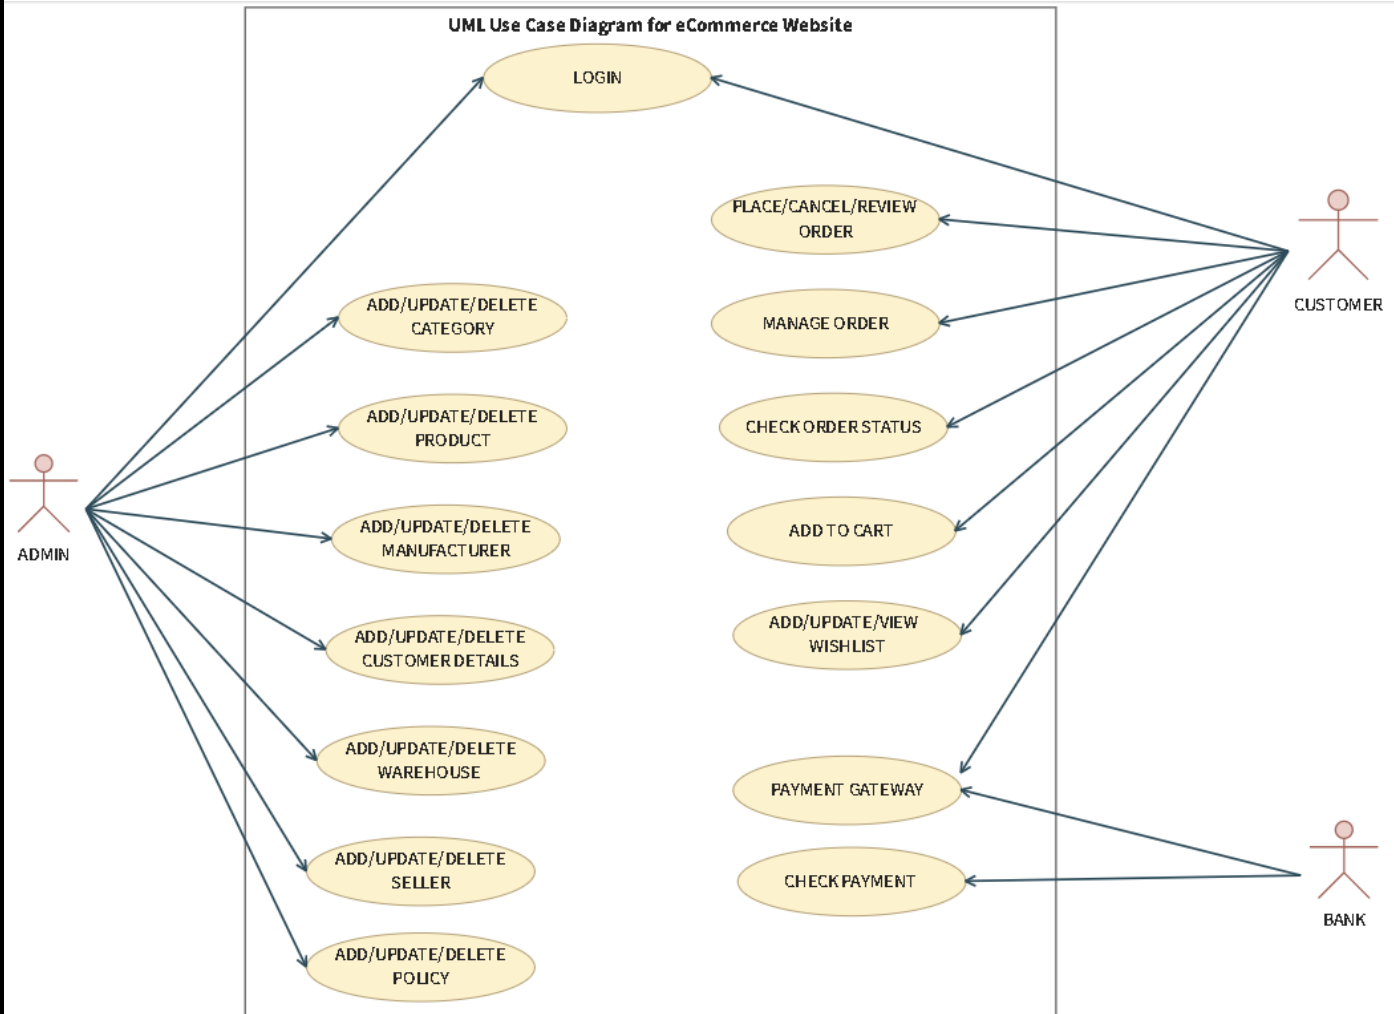 UML Use Case Diagram for eCommerce Website
LOGIN
PLACE/CANCEL/REVIEW
ORDER
ADD/UPDATE/DELETE
CATEGORY
MANAGE ORDER
CUSTOMER
ADD/UPDATE/DELETE
PRODUCT
CHECK ORDER STATUS
ADMIN
ADD/UPDATE/DELETE
MANUFACTURER
ADD TO CART
ADD/UPDATE/DELETE
CUSTOMER DETAILS
ADD/UPDATE/VIEW
WISHLIST
ADD/UPDATE/DELETE
WAREHOUSE
PAYMENT GATEWAY
ADD/UPDATE/DELETE
SELLER
CHECK PAYMENT
BANK
ADD/UPDATE/DELETE
POLICY